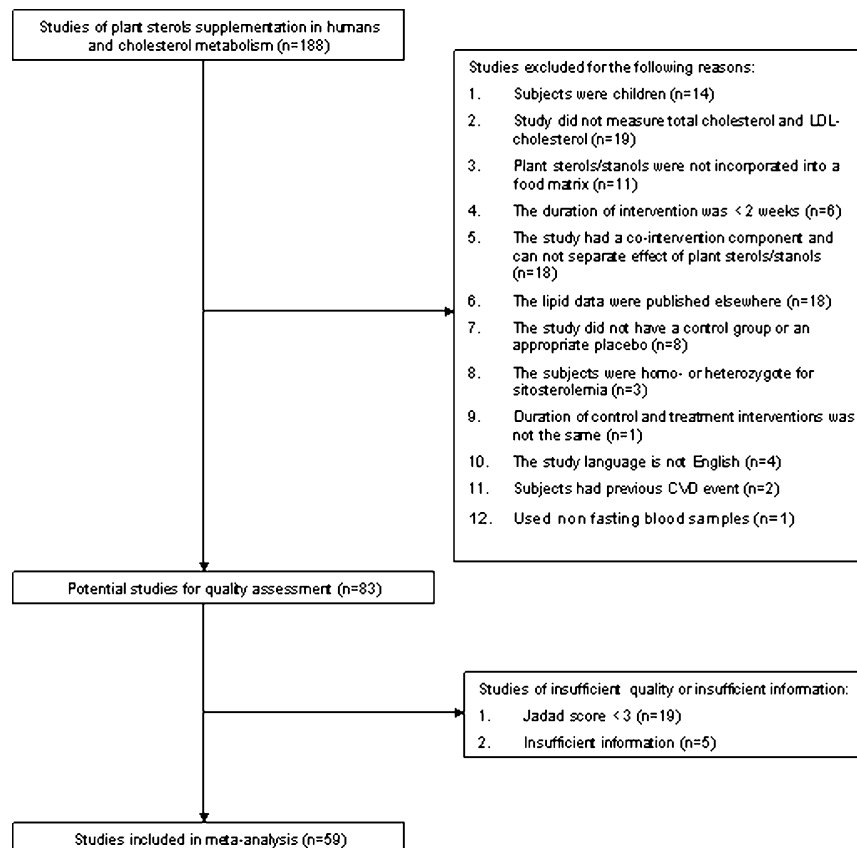 Studies of plant sterols supplementation in humans
and cholesterol metabolism (n=188)
Studies excluded for the following reasons:
1. Subjects were children (n=14)
2. Study did not measure total cholesterol and LDL-
cholesterol (n=19)
3. Plant sterols/stanols were not incorporated into a
food matrix (n=11)
4. The duration of intervention was < 2 weeks (n=6)
5. The study had a co-intervention component and
can not separate effect of plant sterols/stanols
(n=18)
6. The lipid data were published elsewhere (n=18)
7. The study did not have a control group or an
appropriate placebo (n=8)
8. The subjects were homo- or heterozygote for
sitosterolemia (n=3)
9. Duration of control and treatment interventions was
not the same (n=1)
10. The study language is not English (n=4)
11. Subjects had previous CVD event (n=2)
12. Used non fasting blood samples (n=1)
Potential studies for quality assessment (n=83)
Studies of insufficient quality or insufficient information:
1. Jadad score < 3 (n=19)
2. Insufficient information (n=5)
Studies included in meta-analysis (n=59)